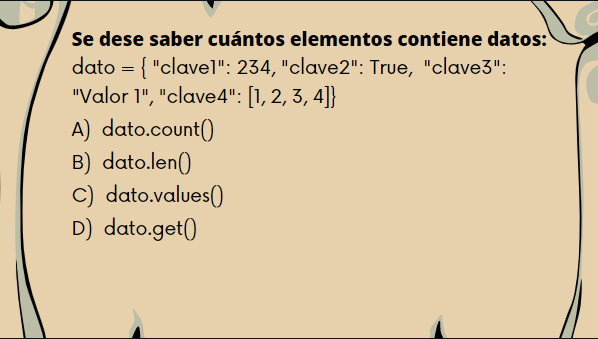 Se dese saber cuántos elementos contiene datos:
dato = { "clave1": 234, "clave2": True,  "clave3":
"Valor 1", "clave4": [1, 2, 3, 4]}
A)  dato.count()
B)  dato.len()
C)  dato.values()
D)  dato.get()